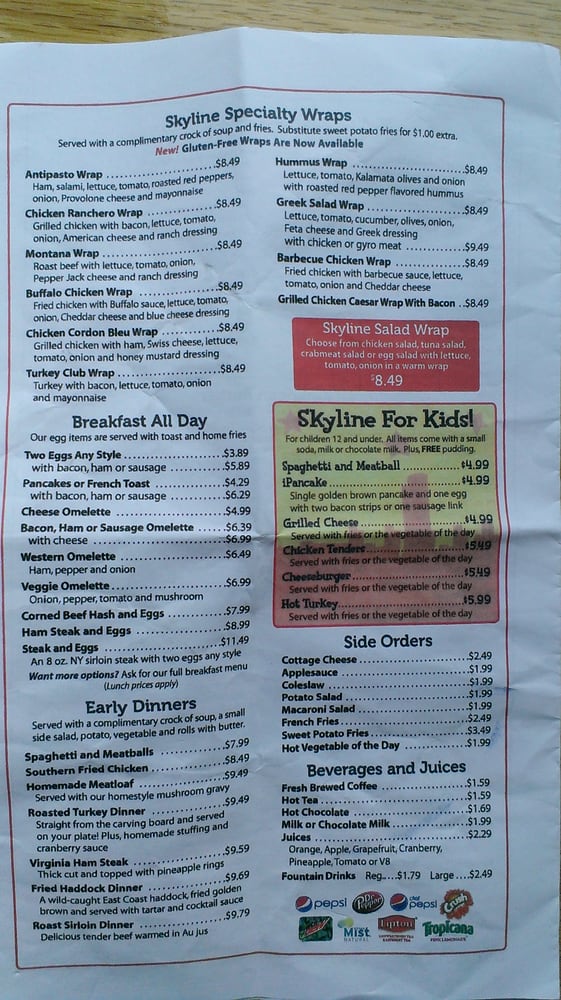 Skyline Specialty Wraps
Served with a complimentary crock of soup and fries. Substitute sweet potato fries for $1.00 extra.
New! Gluten-Free Wraps Are Now Available
Antipasto Wrap ........................$8.49
Ham, salami, lettuce, tomato, roasted red peppers,
onion, Provolone cheese and mayonnaise
Chicken Ranchero Wrap ..............$8.49
Grilled chicken with bacon, lettuce, tomato,
onion, American cheese and ranch dressing
Montana Wrap ........................$8.49
Roast beef with lettuce, tomato, onion,
Pepper Jack cheese and ranch dressing
Buffalo Chicken Wrap ................$8.49
Fried chicken with Buffalo sauce, lettuce, tomato,
onion, Cheddar cheese and blue cheese dressing
Chicken Cordon Bleu Wrap ..........$8.49
Grilled chicken with ham, Swiss cheese, lettuce,
tomato, onion and honey mustard dressing
Turkey Club Wrap .....................$8.49
Turkey with bacon, lettuce, tomato, onion
and mayonnaise
Hummus Wrap ........................$8.49
Lettuce, tomato, Kalamata olives and onion
with roasted red pepper flavored hummus
Greek Salad Wrap ....................$8.49
Lettuce, tomato, cucumber, olives, onion,
Feta cheese and Greek dressing
with chicken or gyro meat ..............$9.49
Barbecue Chicken Wrap ..............$8.49
Fried chicken with barbecue sauce, lettuce,
tomato, onion and Cheddar cheese
Grilled Chicken Caesar Wrap With Bacon ..$8.49
Skyline Salad Wrap
Choose from chicken salad, tuna salad,
crabmeat salad or egg salad with lettuce,
tomato, onion in a warm wrap
$8.49
Breakfast All Day
Our egg items are served with toast and home fries
Two Eggs Any Style ....................$3.89
with bacon, ham or sausage ............$5.89
Pancakes or French Toast .............$4.29
with bacon, ham or sausage ............$6.29
Cheese Omelette ......................$4.99
Bacon, Ham or Sausage Omelette .....$6.39
with cheese ..........................$6.99
Western Omelette ....................$6.49
Ham, pepper and onion
Veggie Omelette ......................$6.99
Onion, pepper, tomato and mushroom
Corned Beef Hash and Eggs ..........$7.99
Ham Steak and Eggs ..................$8.99
Steak and Eggs ......................$11.49
An 8 oz. NY sirloin steak with two eggs any style
Want more options? Ask for our full breakfast menu
(Lunch prices apply)
Skyline For Kids!
For children 12 and under. All items come with a small
soda, milk or chocolate milk. Plus, FREE pudding.
Spaghetti and Meatball ..............$4.99
iPancake ............................$4.99
Single golden brown pancake and one egg
with two bacon strips or one sausage link
Grilled Cheese .......................$4.99
Served with fries or the vegetable of the day
Chicken Tenders ......................$5.49
Served with fries or the vegetable of the day
Cheeseburger ........................$5.49
Served with fries or the vegetable of the day
Hot Turkey ..........................$5.99
Served with fries or the vegetable of the day
Early Dinners
Served with a complimentary crock of soup, a small
side salad, potato, vegetable and rolls with butter.
Spaghetti and Meatballs ..............$7.99
Southern Fried Chicken ...............$8.49
Homemade Meatloaf ..................$9.49
Served with our homestyle mushroom gravy
Roasted Turkey Dinner ...............$9.49
Straight from the carving board and served
on your plate! Plus, homemade stuffing and
cranberry sauce
Virginia Ham Steak ...................$9.59
Thick cut and topped with pineapple rings
Fried Haddock Dinner ................$9.69
A wild-caught East Coast haddock, fried golden
brown and served with tartar and cocktail sauce
Roast Sirloin Dinner ..................$9.79
Delicious tender beef warmed in Au jus
Side Orders
Cottage Cheese ......................$2.49
Applesauce ..........................$1.99
Coleslaw .............................$1.99
Potato Salad .........................$1.99
Macaroni Salad ......................$1.99
French Fries .........................$2.49
Sweet Potato Fries ...................$3.49
Hot Vegetable of the Day .............$1.99
Beverages and Juices
Fresh Brewed Coffee .................$1.59
Hot Tea ..............................$1.59
Hot Chocolate .......................$1.69
Milk or Chocolate Milk ................$1.99
Juices ...............................$2.29
Orange, Apple, Grapefruit, Cranberry,
Pineapple, Tomato or V8
Fountain Drinks Reg....$1.79 Large ....$2.49
pepsi
Dr Pepper
diet pepsi
Crush
Mist
NATURAL
Lipton
Tropicana
PINK LEMONADE